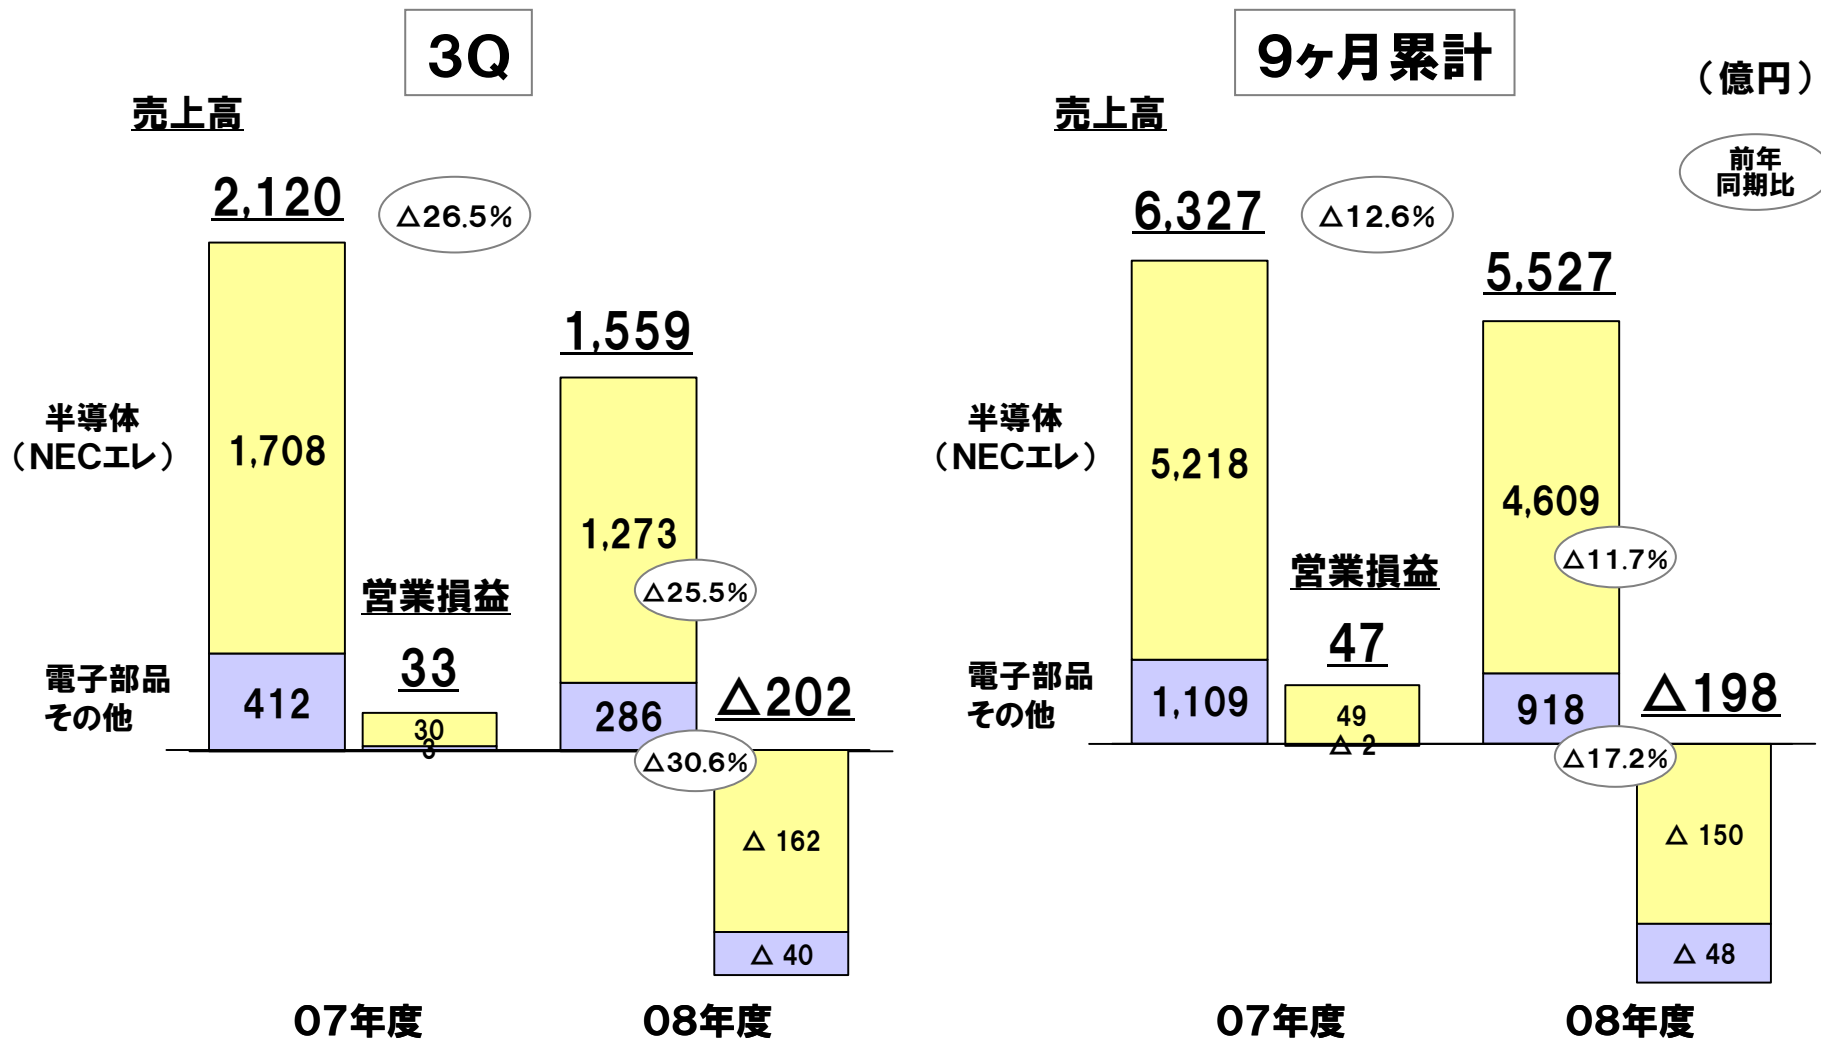 3Q
売上高
2,120
△26.5%
1,559
半導体
（NECエレ）
1,708
1,273
△25.5%
営業損益
33
電子部品
その他
412
30
3
286
△202
△30.6%
△ 162
△ 40
07年度
08年度
9ヶ月累計
（億円）
売上高
前年
同期比
6,327
△12.6%
5,527
半導体
（NECエレ）
5,218
4,609
△11.7%
営業損益
47
電子部品
その他
1,109
49
△ 2
918
△198
△17.2%
△ 150
△ 48
07年度
08年度